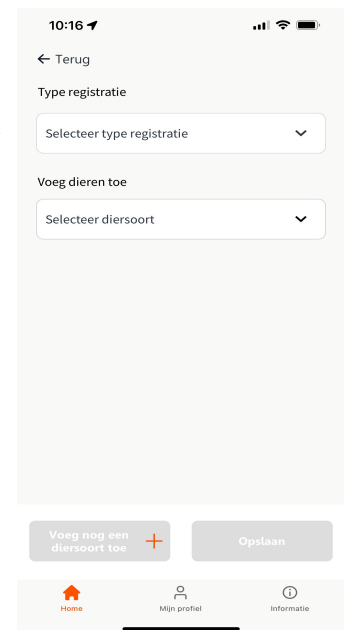 10:16
Terug
Type registratie
Selecteer type registratie
Voeg dieren toe
Selecteer diersoort
Voeg nog een
diersoort toe
Opslaan
Home
Mijn profiel
Informatie